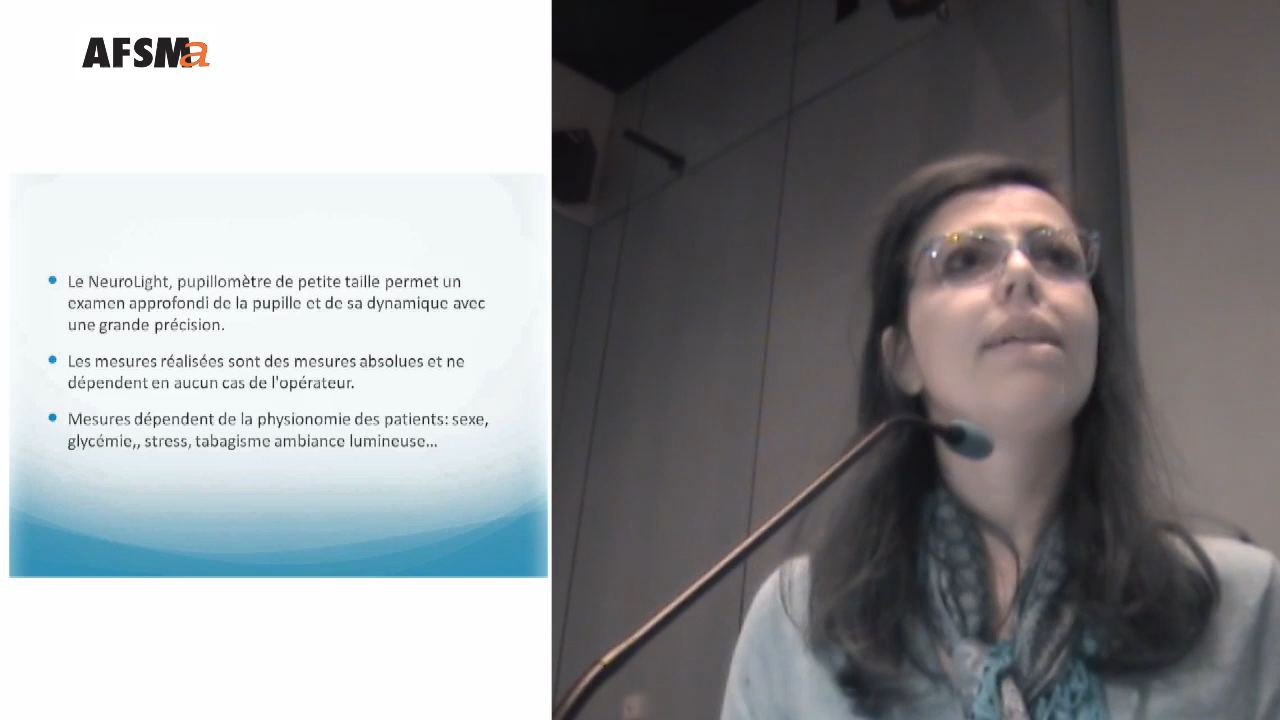 AFSMa
Le NeuroLight, pupillomètre de petite taille permet un
examen approfondi de la pupille et de sa dynamique avec
une grande précision.
Les mesures réalisées sont des mesures absolues et ne
dépendent en aucun cas de l'opérateur.
Mesures dépendent de la physionomie des patients: sexe,
glycémie,, stress, tabagisme ambiance lumineuse...